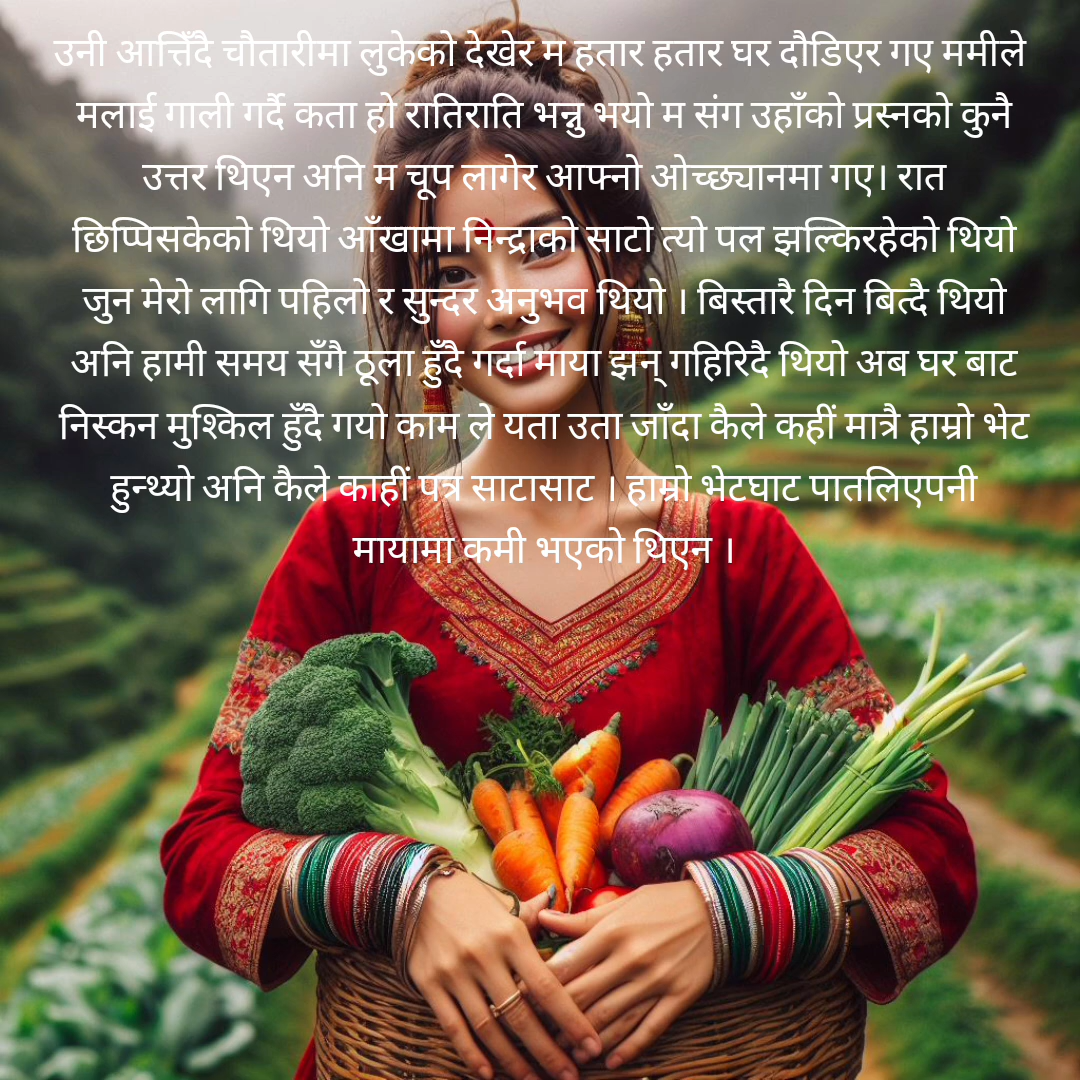 उनी आत्तिँदै चौतारीमा लुकेको देखेर म हतार हतार घर दौडिएर गए ममीले
मलाई गाली गर्दै कता हो रातिराति भन्नु भयो म संग उहाँको प्रस्नको कुनै
उत्तर थिएन अनि म चूप लागेर आफ्नो ओच्छ्यानमा गए। रात
छिप्पिसकेको थियो आँखामा निन्द्राको साटो त्यो पल झल्किरहेको थियो
जुन मेरो लागि पहिलो र सुन्दर अनुभव थियो । बिस्तारै दिन बित्दै थियो
अनि हामी समय सँगै ठूला हुँदै गर्दा माया झन् गहिरिदै थियो अब घर बाट
निस्कन मुश्किल हुँदै गयो काम ले यता उता जाँदा कैले कहीं मात्रै हाम्रो भेट
हुन्थ्यो अनि कैले काहीं पत्र साटासाट । हाम्रो भेटघाट पातलिएपनी
मायामा कमी भएको थिएन ।